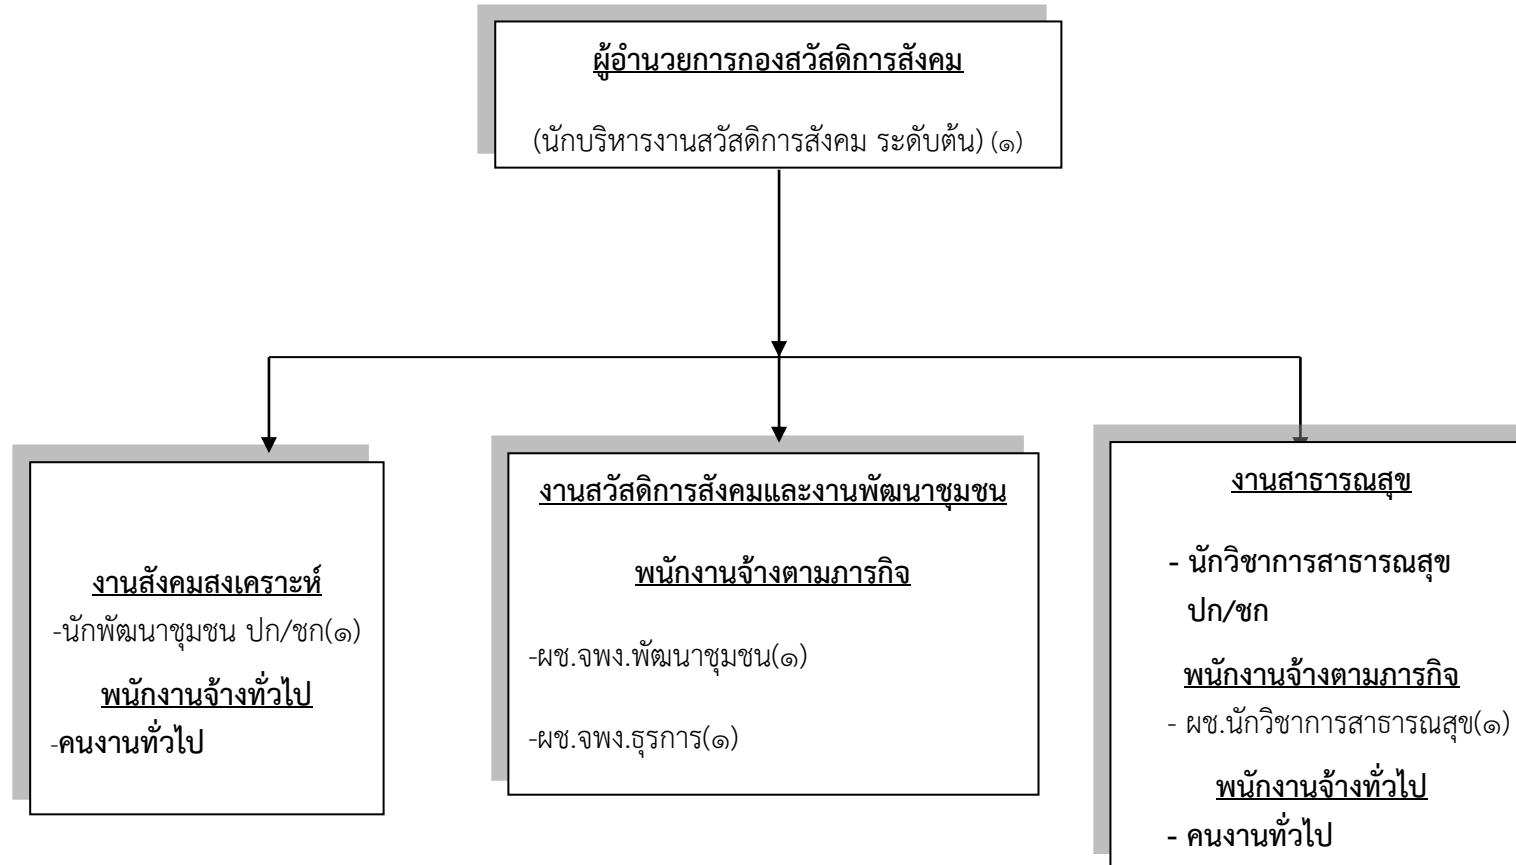 ผู้อำนวยการกองสวัสดิการสังคม
(นักบริหารงานสวัสดิการสังคม ระดับต้น) (๑)
งานสังคมสงเคราะห์
-นักพัฒนาชุมชน ปก/ชก(๑)
พนักงานจ้างทั่วไป
-คนงานทั่วไป
งานสวัสดิการสังคมและงานพัฒนาชุมชน
พนักงานจ้างตามภารกิจ
-ผช.จพง.พัฒนาชุมชน(๑)
-ผช.จพง.ธุรการ(๑)
งานสาธารณสุข
- นักวิชาการสาธารณสุข
ปก/ชก
พนักงานจ้างตามภารกิจ
- ผช.นักวิชาการสาธารณสุข(๑)
พนักงานจ้างทั่วไป
- คนงานทั่วไป